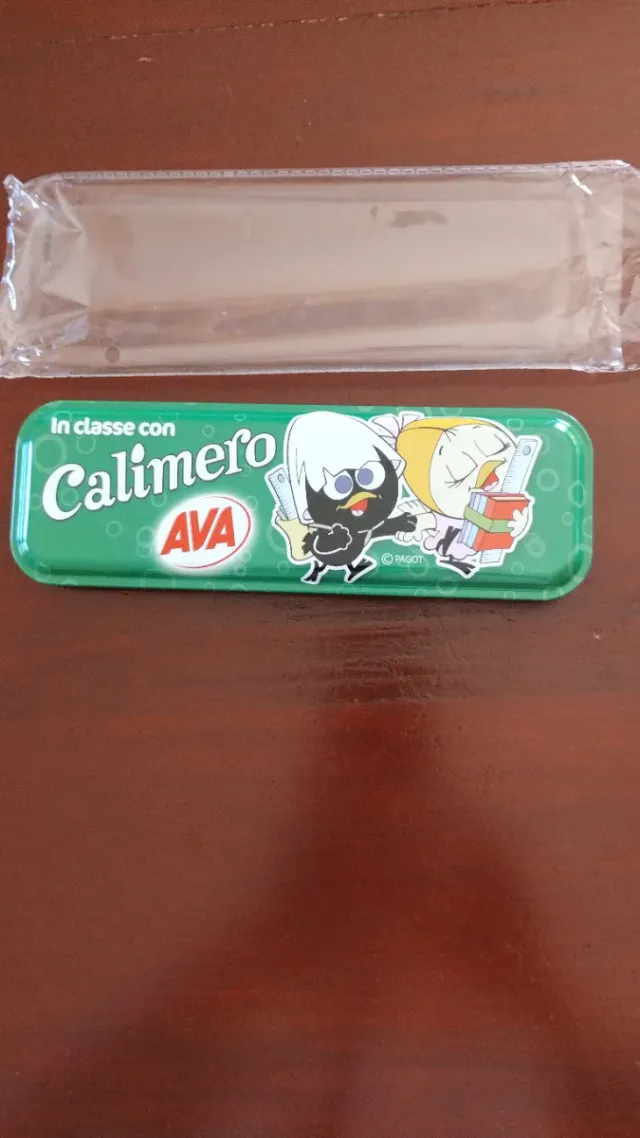 In classe con
Calimero
AVA
© PAGOT